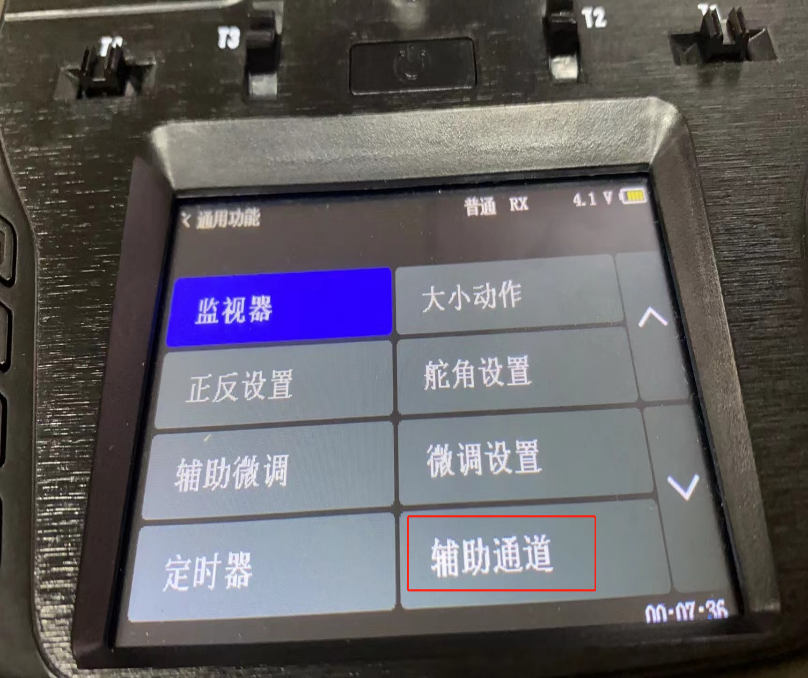 T3
T2
通用功能
普通 RX 4.1 V
监视器
大小动作
正反设置
舵角设置
辅助微调
微调设置
定时器
辅助通道
00:07:36